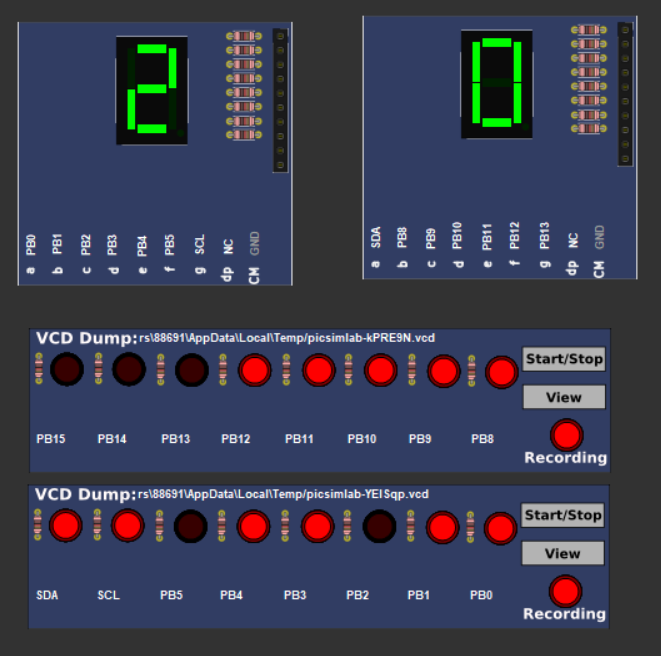 a PB0
b PB1
c PB2
d PB3
e PB4
f PB5
g SCL
dp NC
CM GND
a SDA
b PB8
c PB9
d PB10
e PB11
f PB12
g PB13
dp NC
CM GND
VCD Dump:rs\88691\AppData\Local\Temp/picsimlab-kPRE9N.vcd
Start/Stop
View
PB15 PB14 PB13 PB12 PB11 PB10 PB9 PB8
Recording
VCD Dump:rs\88691\AppData\Local\Temp/picsimlab-YEISqp.vcd
Start/Stop
View
SDA SCL PB5 PB4 PB3 PB2 PB1 PB0
Recording